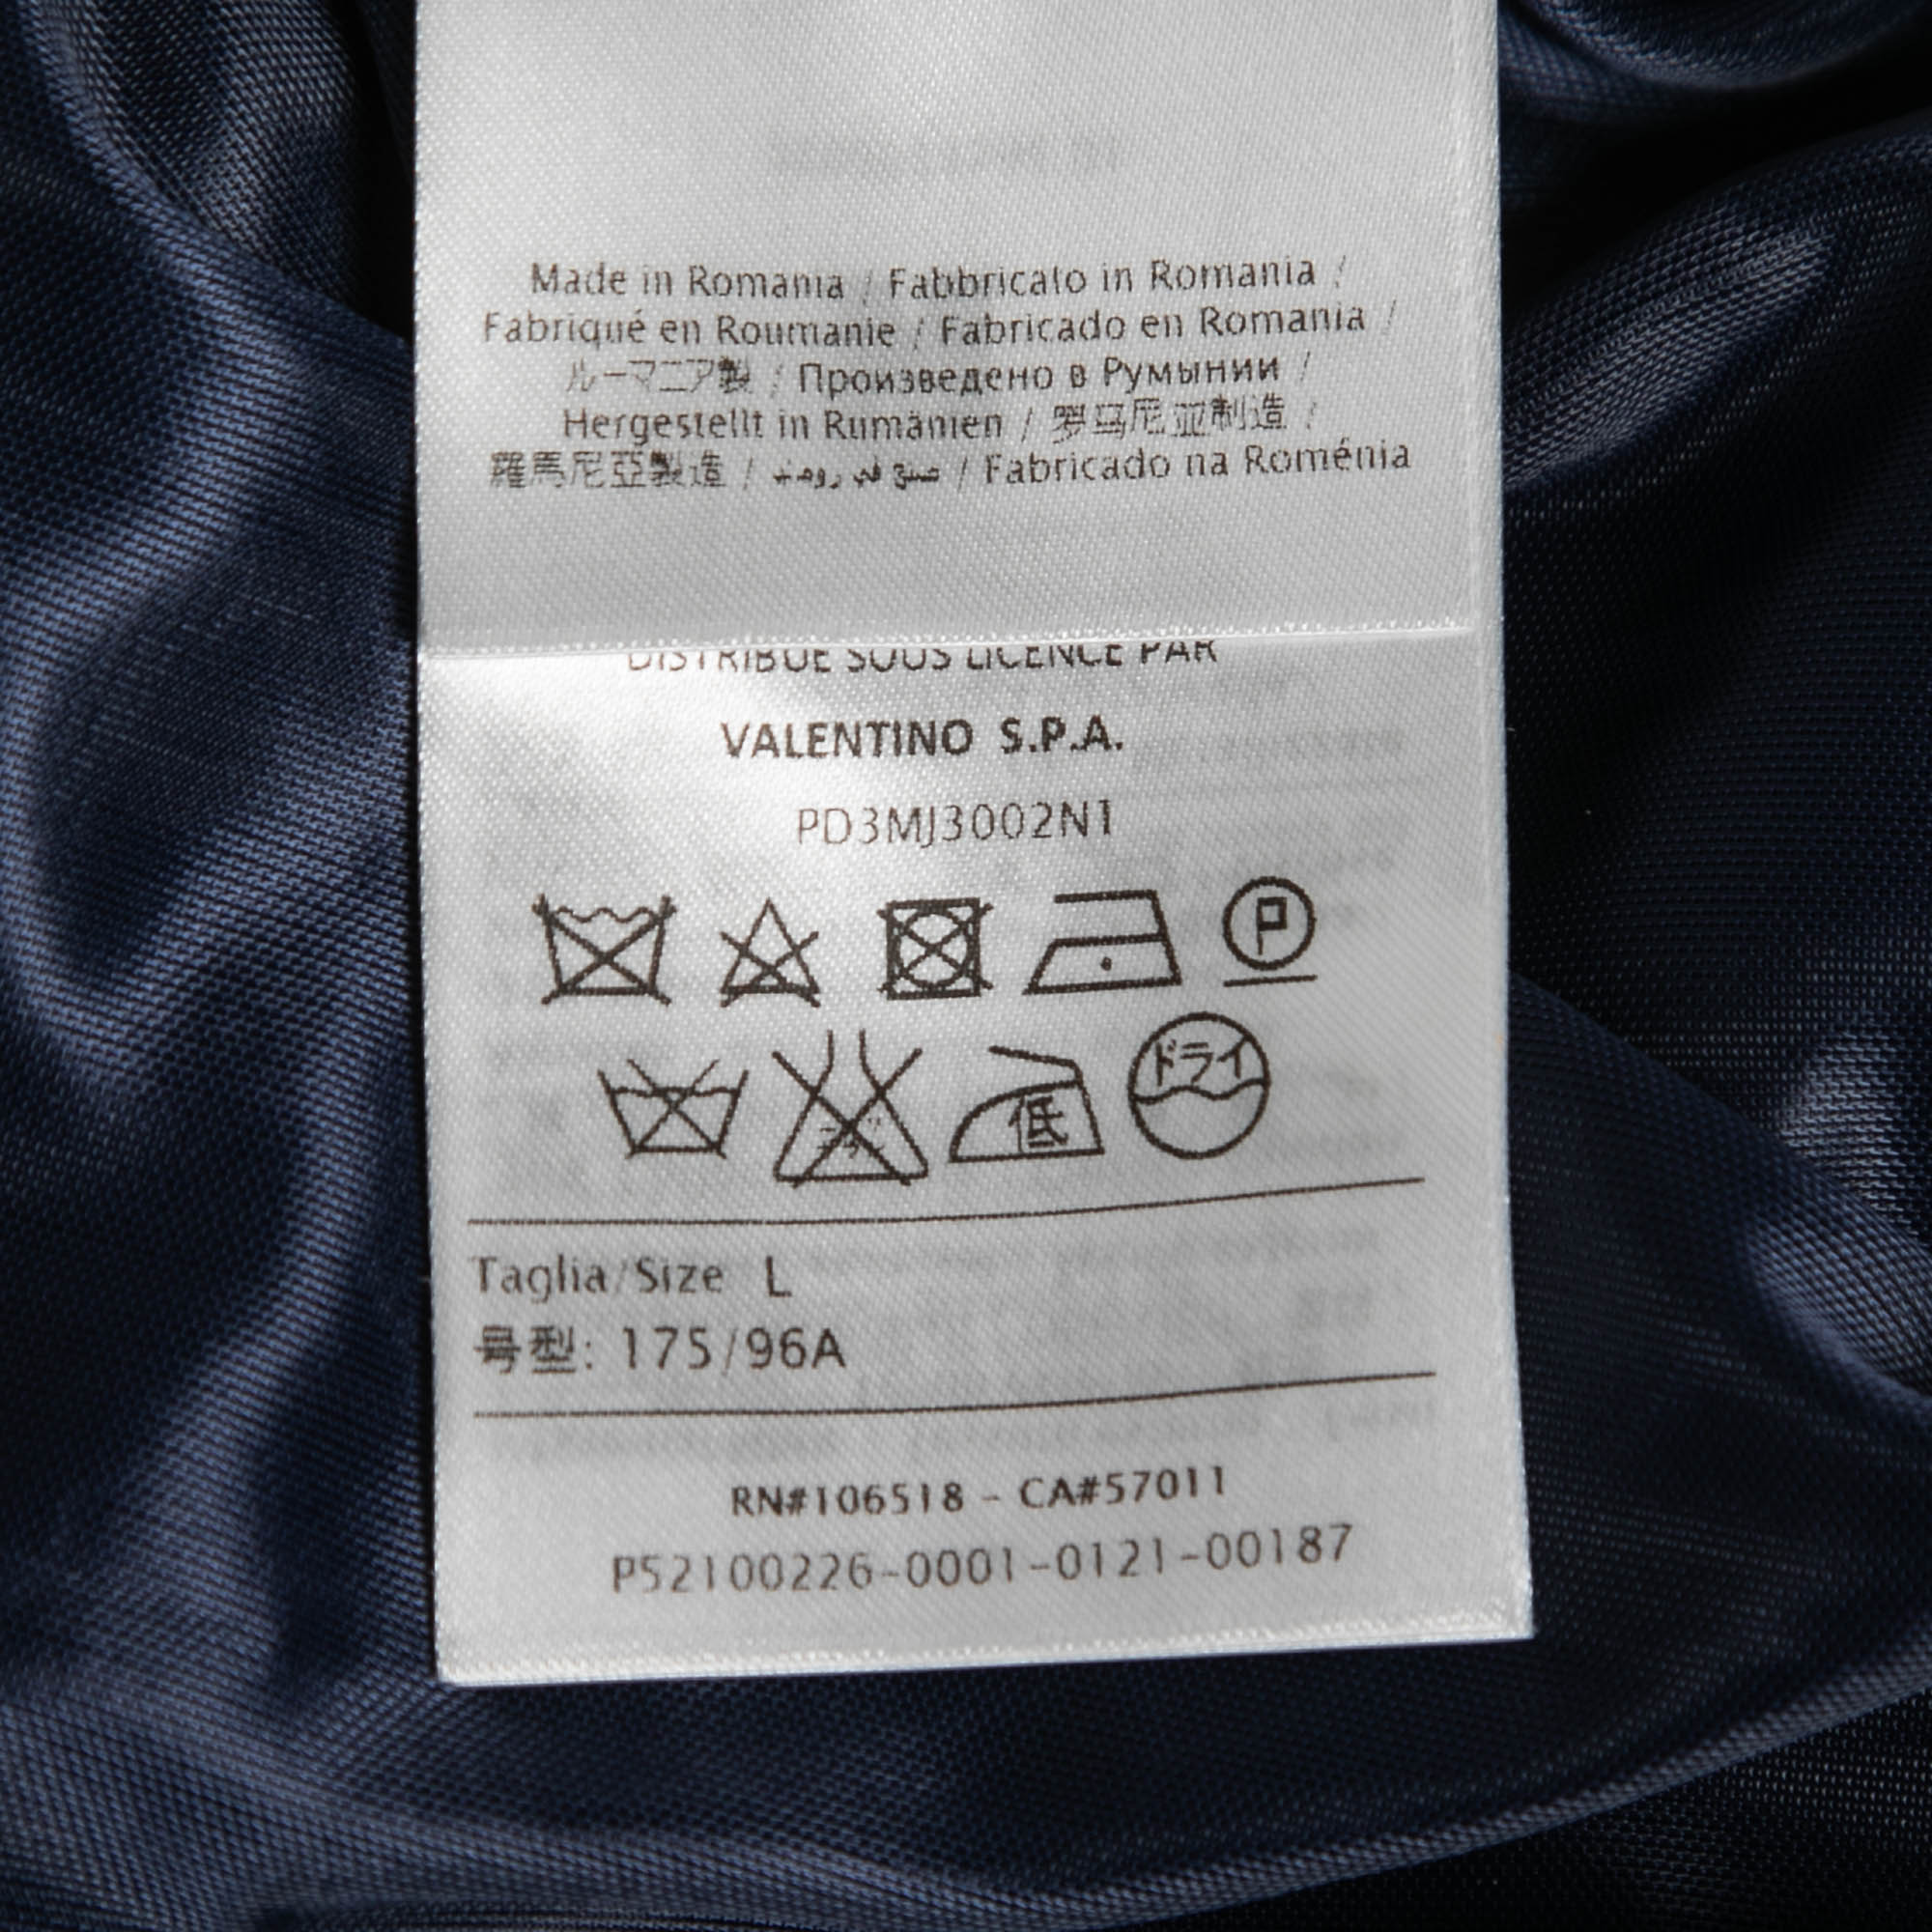 Made in Romania / Fabbricato in Romania /
Fabriqué en Roumanie / Fabricado en Romania /
ルーマニア製 / Произведено в Румынии /
Hergestellt in Rumänien / 罗马尼亚制造 /
羅馬尼亞製造 / صنع في / Fabricado na Roménia
DISTRIBUE SOUS LICENCE PAR
VALENTINO S.P.A.
PD3MJ3002N1
P
低 ドライ
Taglia/Size L
号型: 175/96A
RN#106518 - CA#57011
P52100226-0001-0121-00187